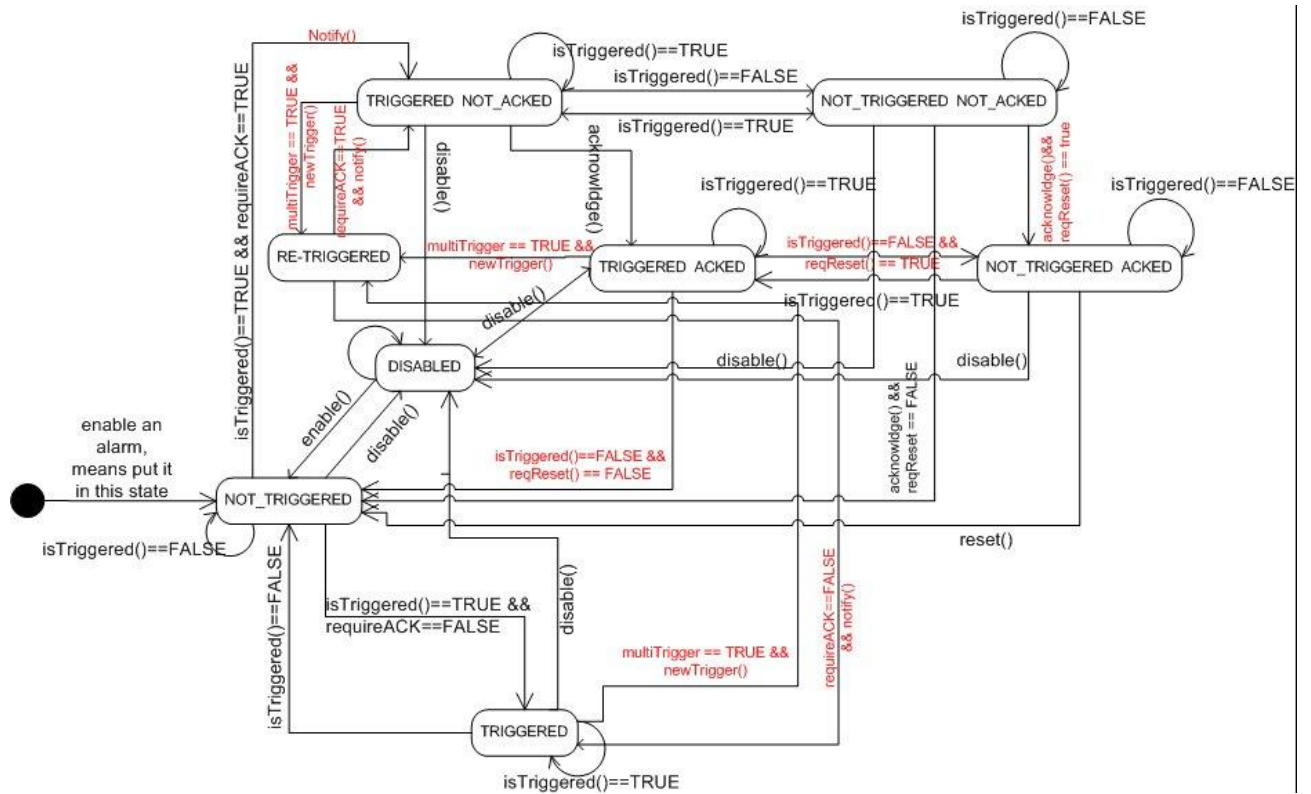 isTriggered()==FALSE
Notify()
isTriggered()==TRUE
isTriggered()==FALSE
TRIGGERED NOT_ACKED
NOT_TRIGGERED NOT_ACKED
isTriggered()==TRUE
multiTrigger == TRUE &&
newTrigger()
requireACK==TRUE
&& notify()
disable()
acknowldge()
acknowldge()&&
reqReset() == true
isTriggered()==TRUE
isTriggered()==FALSE
isTriggered()==TRUE && requireACK==TRUE
RE-TRIGGERED
multiTrigger == TRUE &&
newTrigger()
TRIGGERED ACKED
isTriggered()==FALSE &&
reqReset() == TRUE
NOT_TRIGGERED ACKED
isTriggered()==TRUE
disable()
DISABLED
disable()
disable()
enable()
disable()
acknowldge() &&
reqReset == FALSE
enable an
alarm,
means put it
in this state
isTriggered()==FALSE &&
reqReset() == FALSE
NOT_TRIGGERED
isTriggered()==FALSE
reset()
isTriggered()==FALSE
isTriggered()==TRUE &&
requireACK==FALSE
disable()
multiTrigger == TRUE &&
newTrigger()
requireACK==FALSE
&& notify()
TRIGGERED
isTriggered()==TRUE